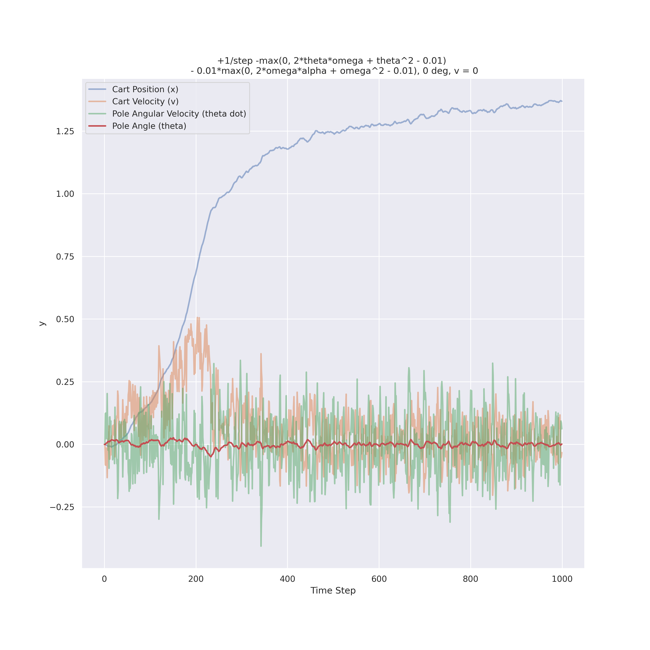 +1/step -max(0, 2*theta*omega + theta^2 - 0.01)
- 0.01*max(0, 2*omega*alpha + omega^2 - 0.01), 0 deg, v = 0
Cart Position (x)
Cart Velocity (v)
Pole Angular Velocity (theta dot)
Pole Angle (theta)
1.25
1.00
0.75
0.50
0.25
0.00
−0.25
y
0 200 400 600 800 1000
Time Step